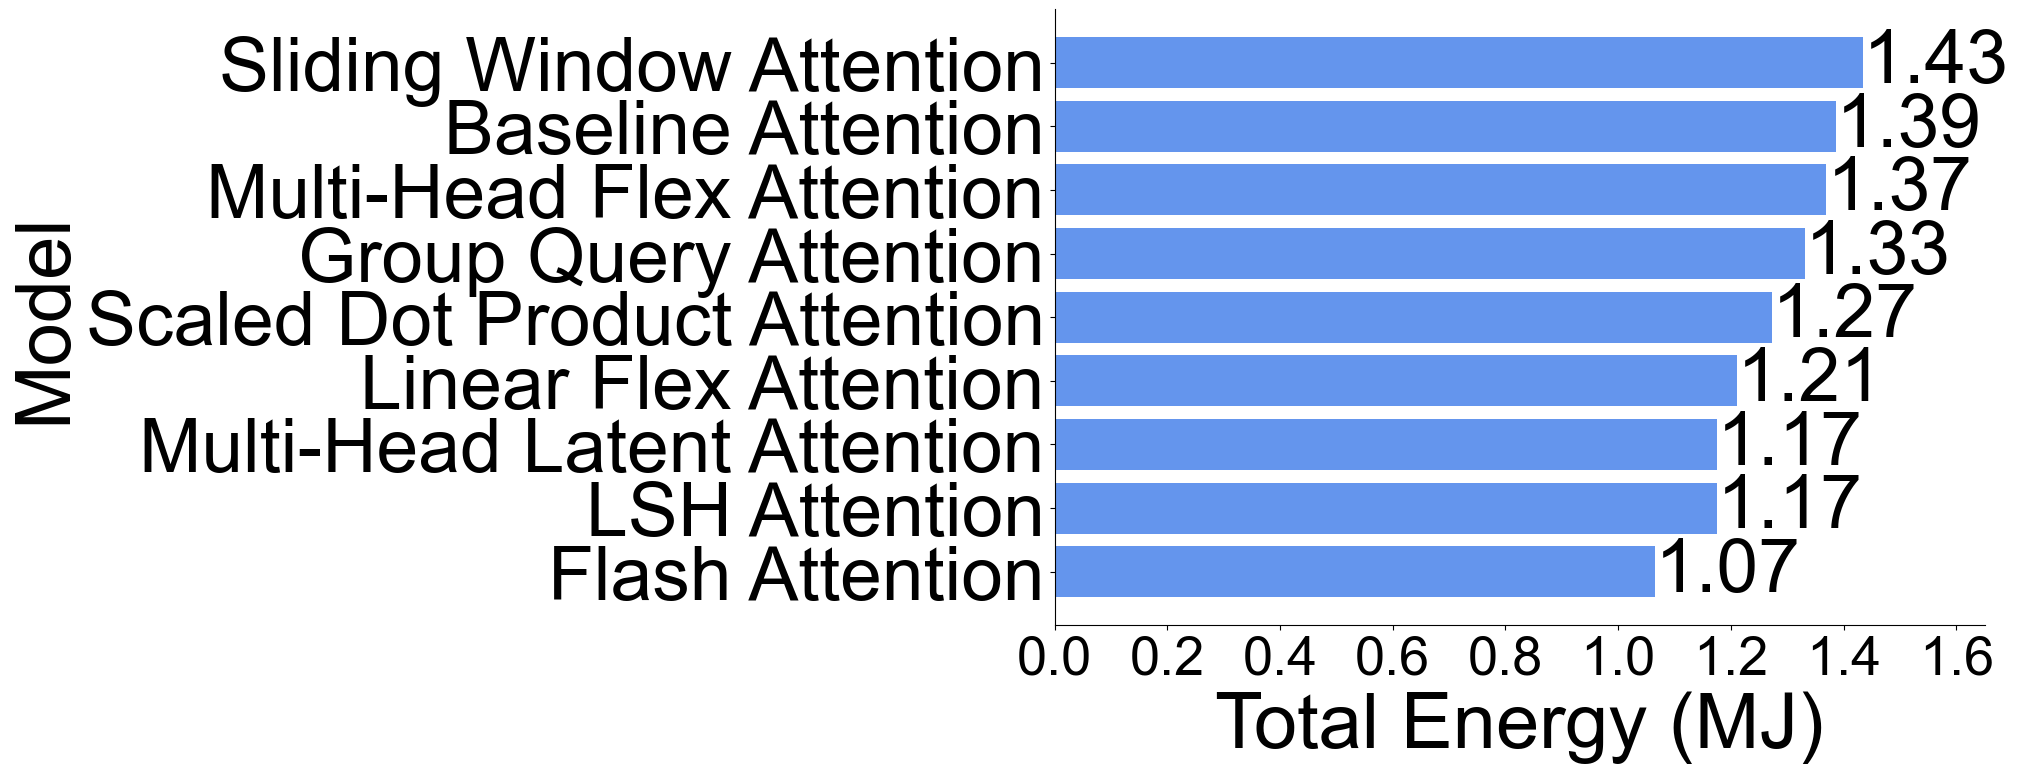 Model
Sliding Window Attention 1.43
Baseline Attention 1.39
Multi-Head Flex Attention 1.37
Group Query Attention 1.33
Scaled Dot Product Attention 1.27
Linear Flex Attention 1.21
Multi-Head Latent Attention 1.17
LSH Attention 1.17
Flash Attention 1.07
0.0 0.2 0.4 0.6 0.8 1.0 1.2 1.4 1.6
Total Energy (MJ)